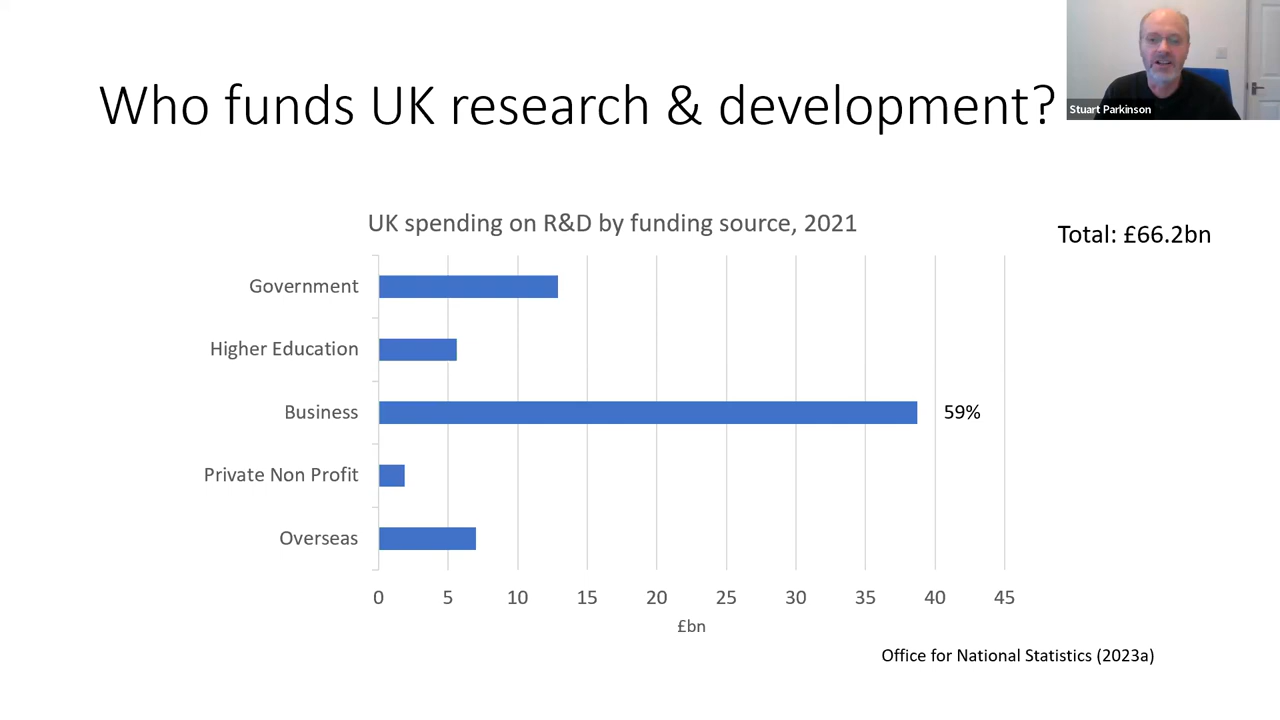 Who funds UK research & development?
Stuart Parkinson
UK spending on R&D by funding source, 2021
Total: £66.2bn
Government
Higher Education
Business
59%
Private Non Profit
Overseas
0 5 10 15 20 25 30 35 40 45
£bn
Office for National Statistics (2023a)